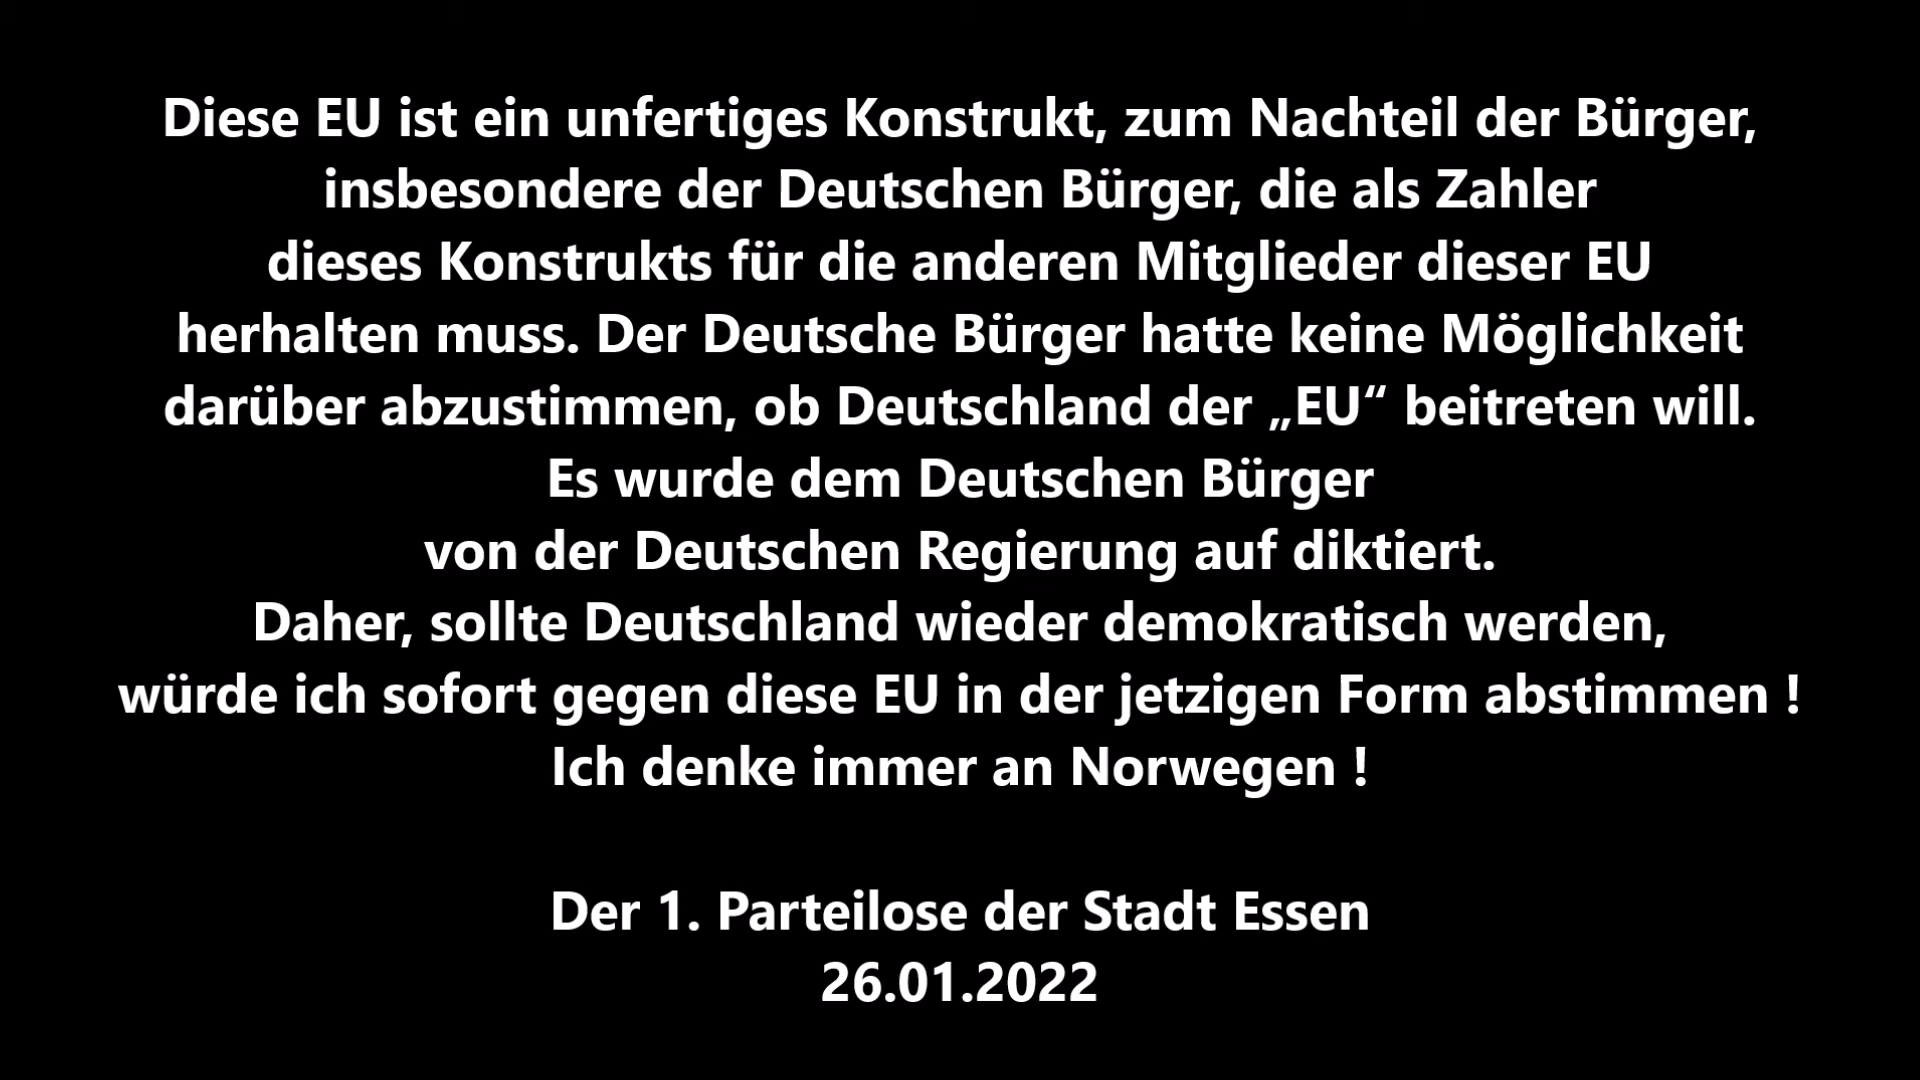 Diese EU ist ein unfertiges Konstrukt, zum Nachteil der Bürger,
insbesondere der Deutschen Bürger, die als Zahler
dieses Konstrukts für die anderen Mitglieder dieser EU
herhalten muss. Der Deutsche Bürger hatte keine Möglichkeit
darüber abzustimmen, ob Deutschland der „EU“ beitreten will.
Es wurde dem Deutschen Bürger
von der Deutschen Regierung auf diktiert.
Daher, sollte Deutschland wieder demokratisch werden,
würde ich sofort gegen diese EU in der jetzigen Form abstimmen !
Ich denke immer an Norwegen !
Der 1. Parteilose der Stadt Essen
26.01.2022